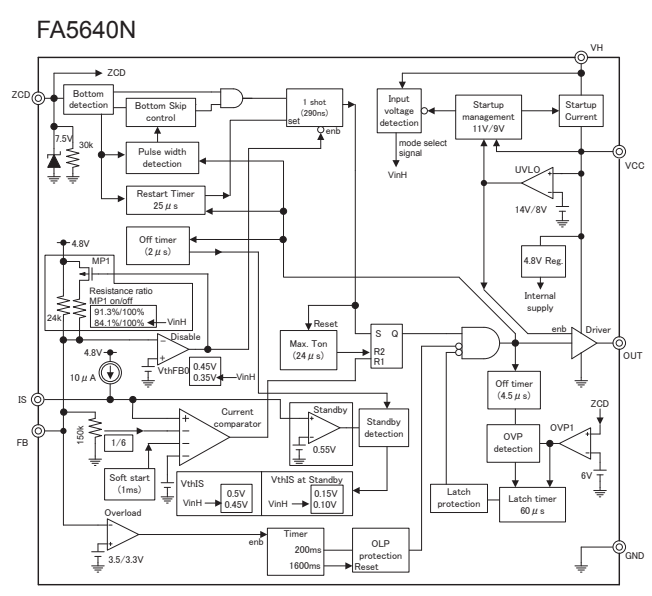 FA5640N
VH
ZCD
ZCD
Bottom
detection
Bottom Skip
control
1 shot
(290ns)
set
enb
Input
voltage
detection
mode select
signal
VinH
Startup
management
11V/9V
Startup
Current
VCC
7.5V
30k
Pulse width
detection
Restart Timer
25μs
UVLO
14V/8V
Off timer
(2μs)
4.8V Reg.
Internal
supply
4.8V
MP1
Resistance ratio
MP1 on/off
91.3%/100%
84.1%/100%
VinH
24k
Disable
VthFB0
0.45V
0.35V
VinH
4.8V
10μA
Reset
Max. Ton
(24μs)
S
Q
R2
R1
enb
Driver
OUT
IS
FB
150k
1/6
Current
comparator
Soft start
(1ms)
Standby
0.55V
Standby
detection
VthIS
VinH
0.5V
0.45V
VthIS at Standby
VinH
0.15V
0.10V
Off timer
(4.5μs)
OVP
detection
OVP1
ZCD
6V
Latch
protection
Latch timer
60μs
Overload
3.5/3.3V
enb
Timer
200ms
1600ms
OLP
protection
Reset
GND